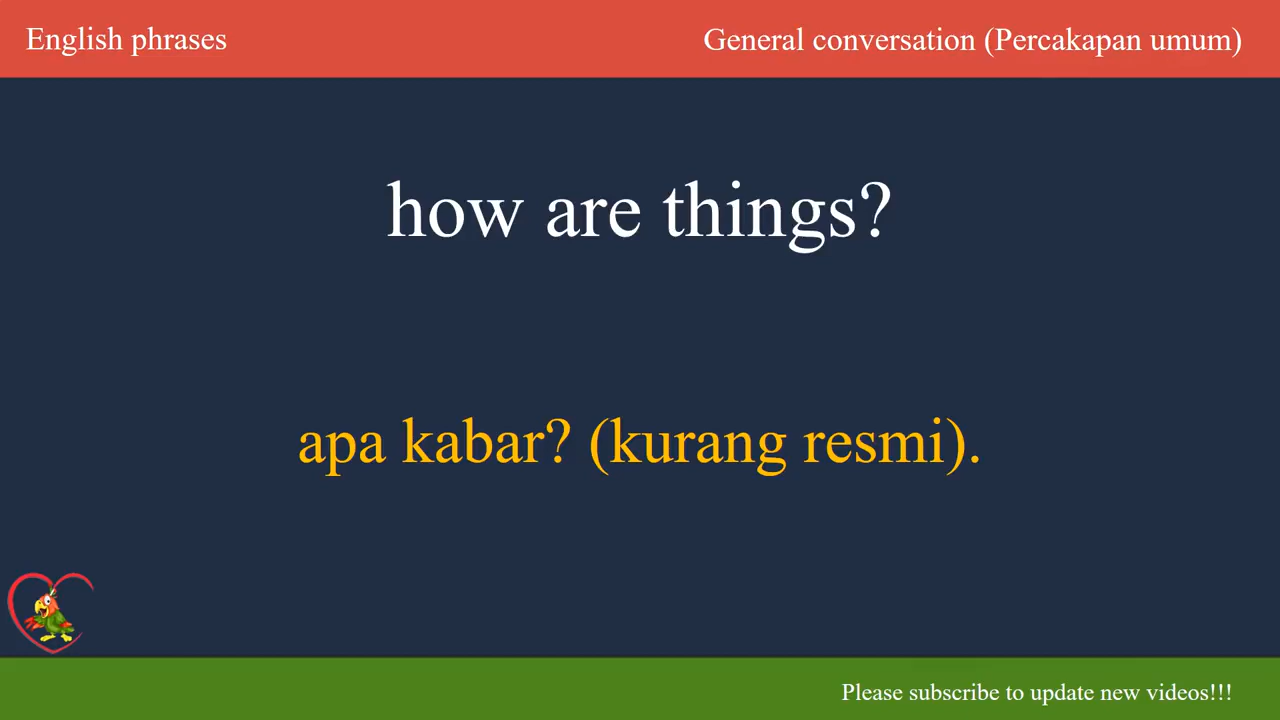 English phrases
General conversation (Percakapan umum)
how are things?
apa kabar? (kurang resmi).
Please subscribe to update new videos!!!